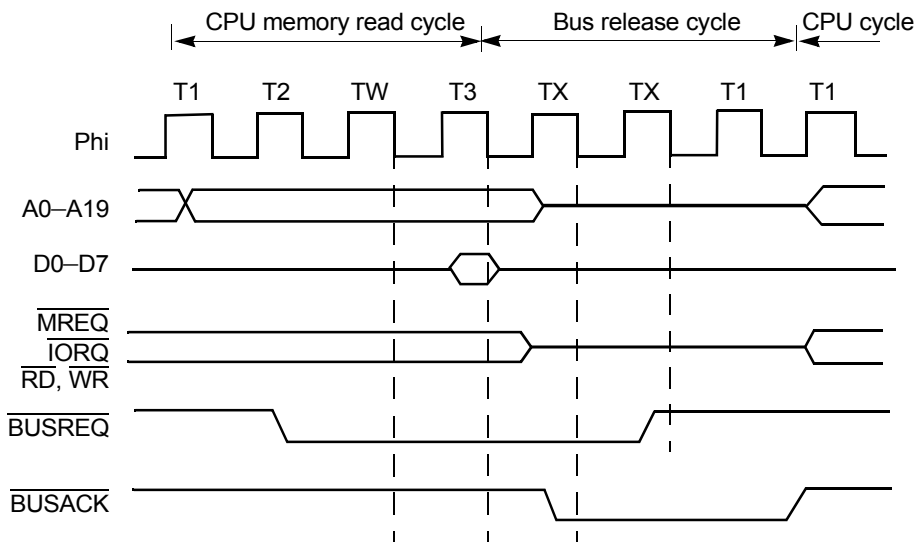 CPU memory read cycle Bus release cycle CPU cycle
T1 T2 TW T3 TX TX T1 T1
Phi
A0–A19
D0–D7
MREQ
IORQ
RD, WR
BUSREQ
BUSACK